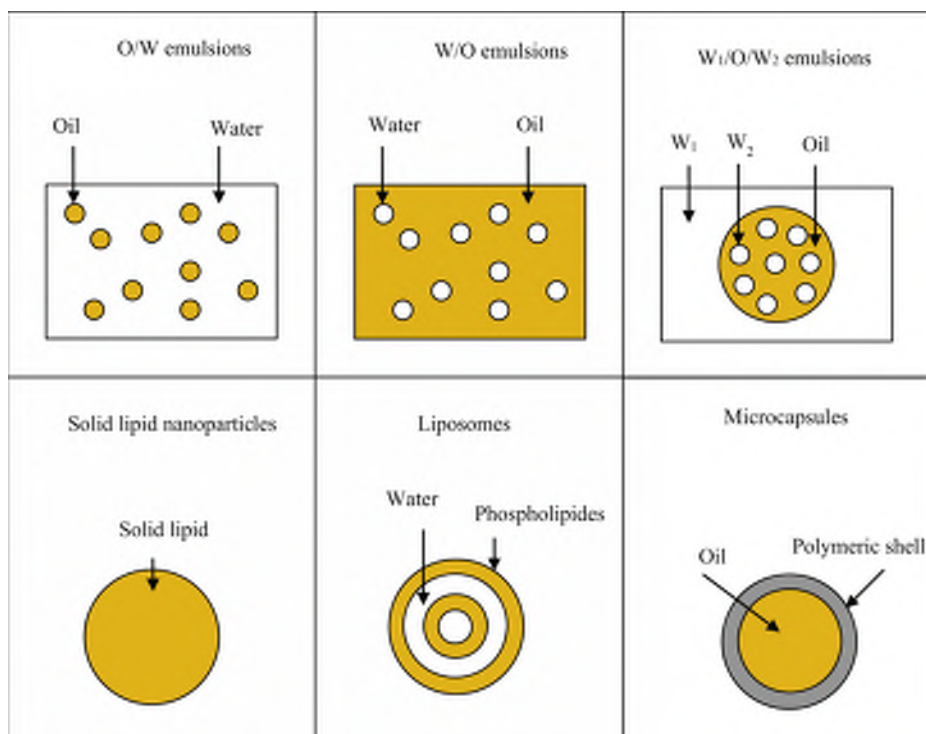 O/W emulsions
Oil
Water
W/O emulsions
Water
Oil
W₁/O/W₂ emulsions
W₁
W₂
Oil
Solid lipid nanoparticles
Solid lipid
Liposomes
Water
Phospholipides
Microcapsules
Oil
Polymeric shell